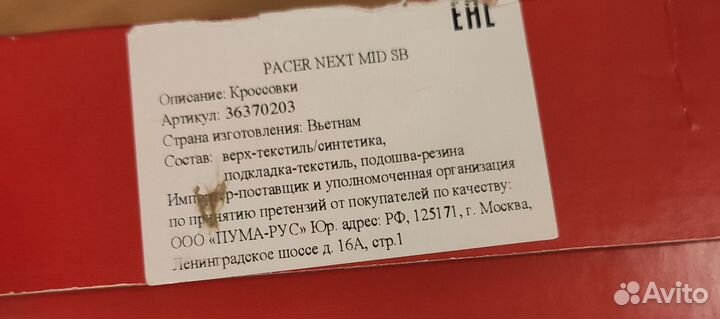 EAC
PACER NEXT MID SB
Описание: Кроссовки
Артикул: 36370203
Страна изготовления: Вьетнам
Состав: верх-текстиль/синтетика,
подкладка-текстиль, подошва-резина
Импортер-поставщик и уполномоченная организация
по принятию претензий от покупателей по качеству:
ООО «ПУМА-РУС» Юр. адрес: РФ, 125171, г. Москва,
Ленинградское шоссе д. 16А, стр.1
Avito